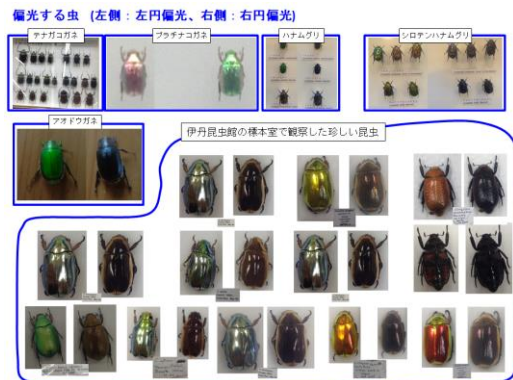 偏光する虫 (左側：左円偏光、右側：右円偏光)
テナガコガネ
プラチナコガネ
ハナムグリ
シロテンハナムグリ
アオドウガネ
伊丹昆虫館の標本室で観察した珍しい昆虫